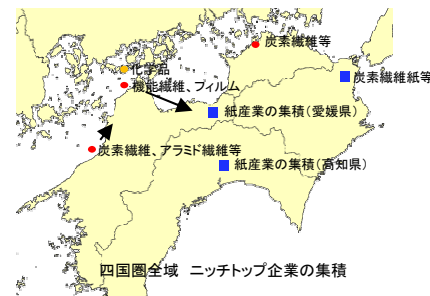 炭素繊維等
化学品
炭素繊維紙等
機能繊維、フィルム
紙産業の集積（愛媛県）
炭素繊維、アラミド繊維等
紙産業の集積（高知県）
四国圏全域　ニッチトップ企業の集積